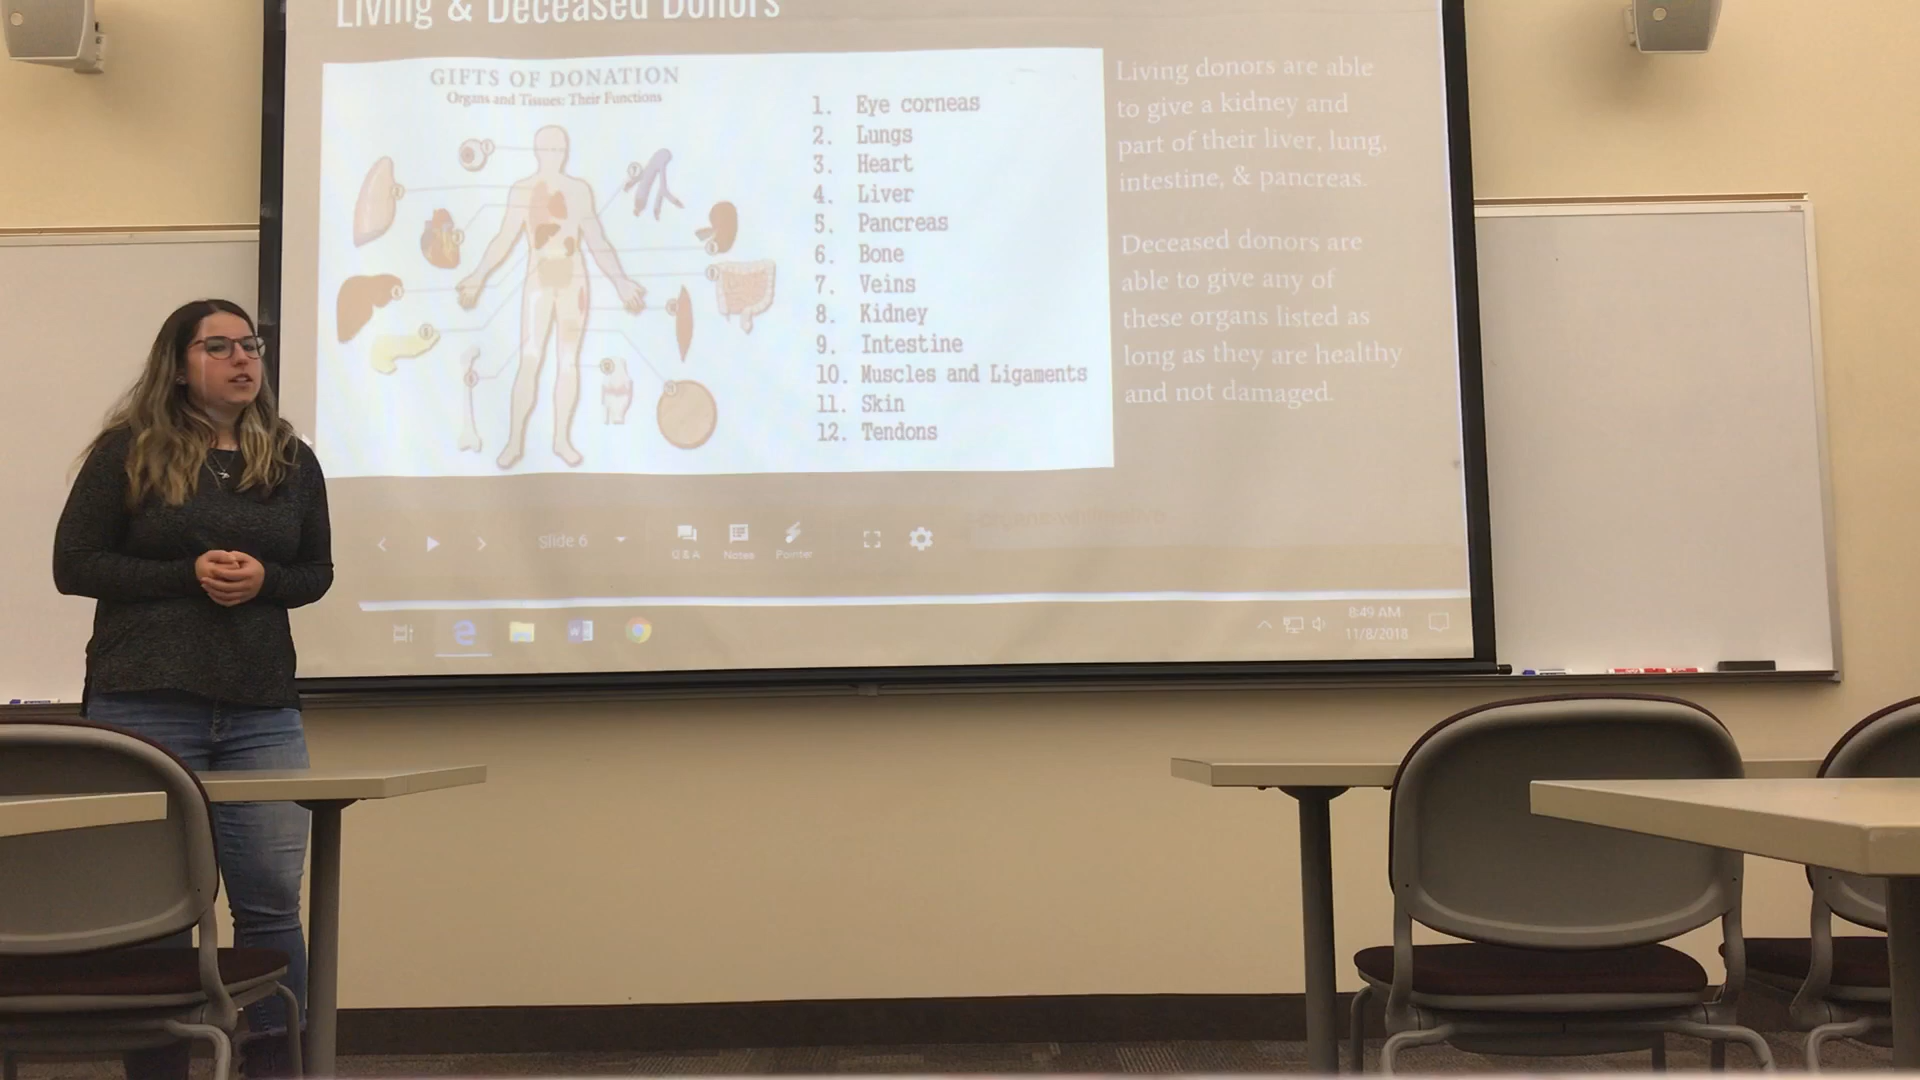 Living & Deceased Donors
GIFTS OF DONATION
Organs and Tissues: Their Functions
1. Eye corneas
2. Lungs
3. Heart
4. Liver
5. Pancreas
6. Bone
7. Veins
8. Kidney
9. Intestine
10. Muscles and Ligaments
11. Skin
12. Tendons
Living donors are able
to give a kidney and
part of their liver, lung,
intestine, & pancreas.
Deceased donors are
able to give any of
these organs listed as
long as they are healthy
and not damaged.
Slide 6
Q & A
Notes
Pointer
8:49 AM
11/8/2018